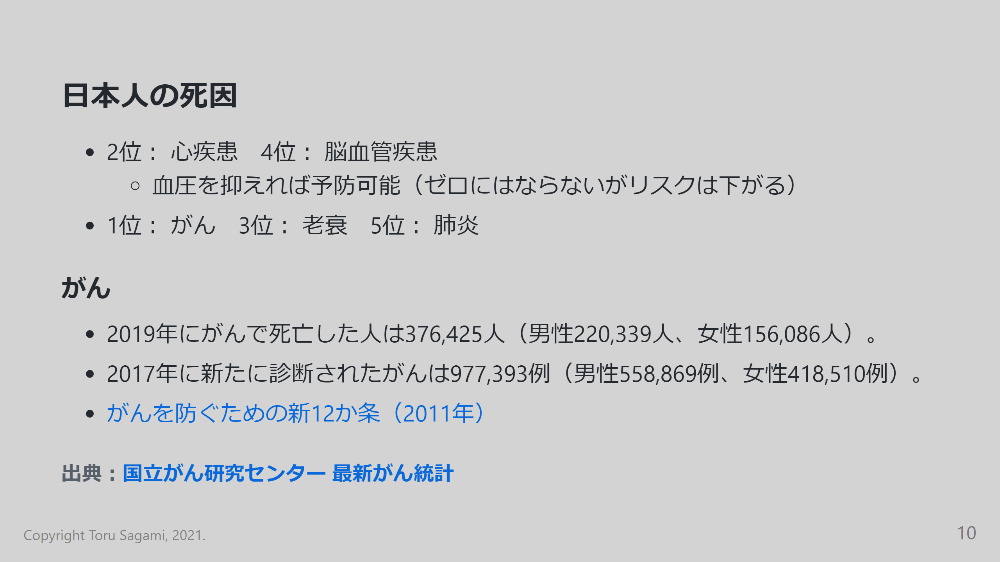 日本人の死因
• 2位： 心疾患　4位： 脳血管疾患
○ 血圧を抑えれば予防可能（ゼロにはならないがリスクは下がる）
• 1位： がん　3位： 老衰　5位： 肺炎
がん
• 2019年にがんで死亡した人は376,425人（男性220,339人、女性156,086人）。
• 2017年に新たに診断されたがんは977,393例（男性558,869例、女性418,510例）。
• がんを防ぐための新12か条（2011年）
出典：国立がん研究センター 最新がん統計
Copyright Toru Sagami, 2021.
10